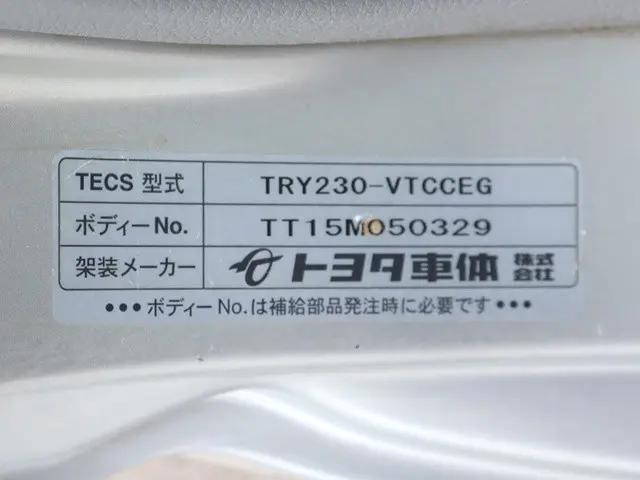 TECS 型式 TRY230-VTCCEG
ボディーNo. TT15M050329
架装メーカー トヨタ車体 株式会社
•••ボディーNo.は補給部品発注時に必要です•••